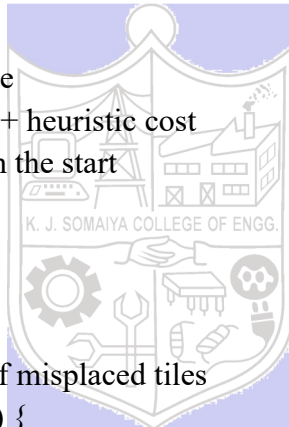 e
+ heuristic cost
n the start
K. J. SOMAIYA COLLEGE OF ENGG.
f misplaced tiles
) {